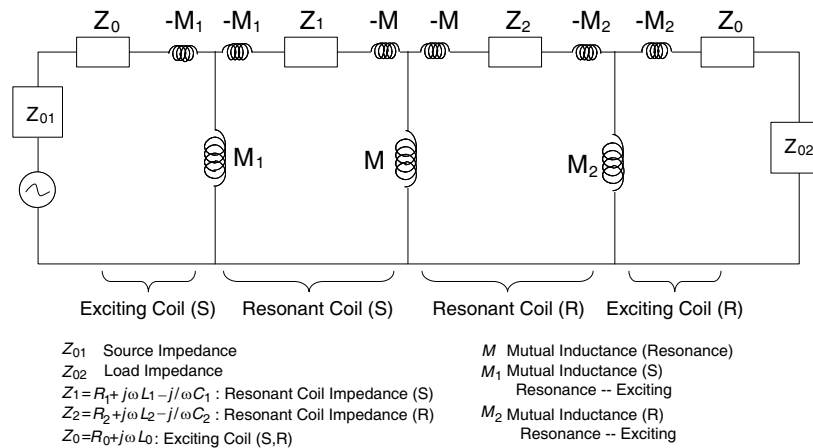 Z0 -M1 -M1 Z1 -M -M Z2 -M2 -M2 Z0
Z01
M1
M
M2
Z02
Exciting Coil (S)
Resonant Coil (S)
Resonant Coil (R)
Exciting Coil (R)
Z01 Source Impedance
Z02 Load Impedance
Z1=R1+jωL1-j/ωC1 : Resonant Coil Impedance (S)
Z2=R2+jωL2-j/ωC2 : Resonant Coil Impedance (R)
Z0=R0+jωL0 : Exciting Coil (S,R)
M Mutual Inductance (Resonance)
M1 Mutual Inductance (S)
Resonance -- Exciting
M2 Mutual Inductance (R)
Resonance -- Exciting